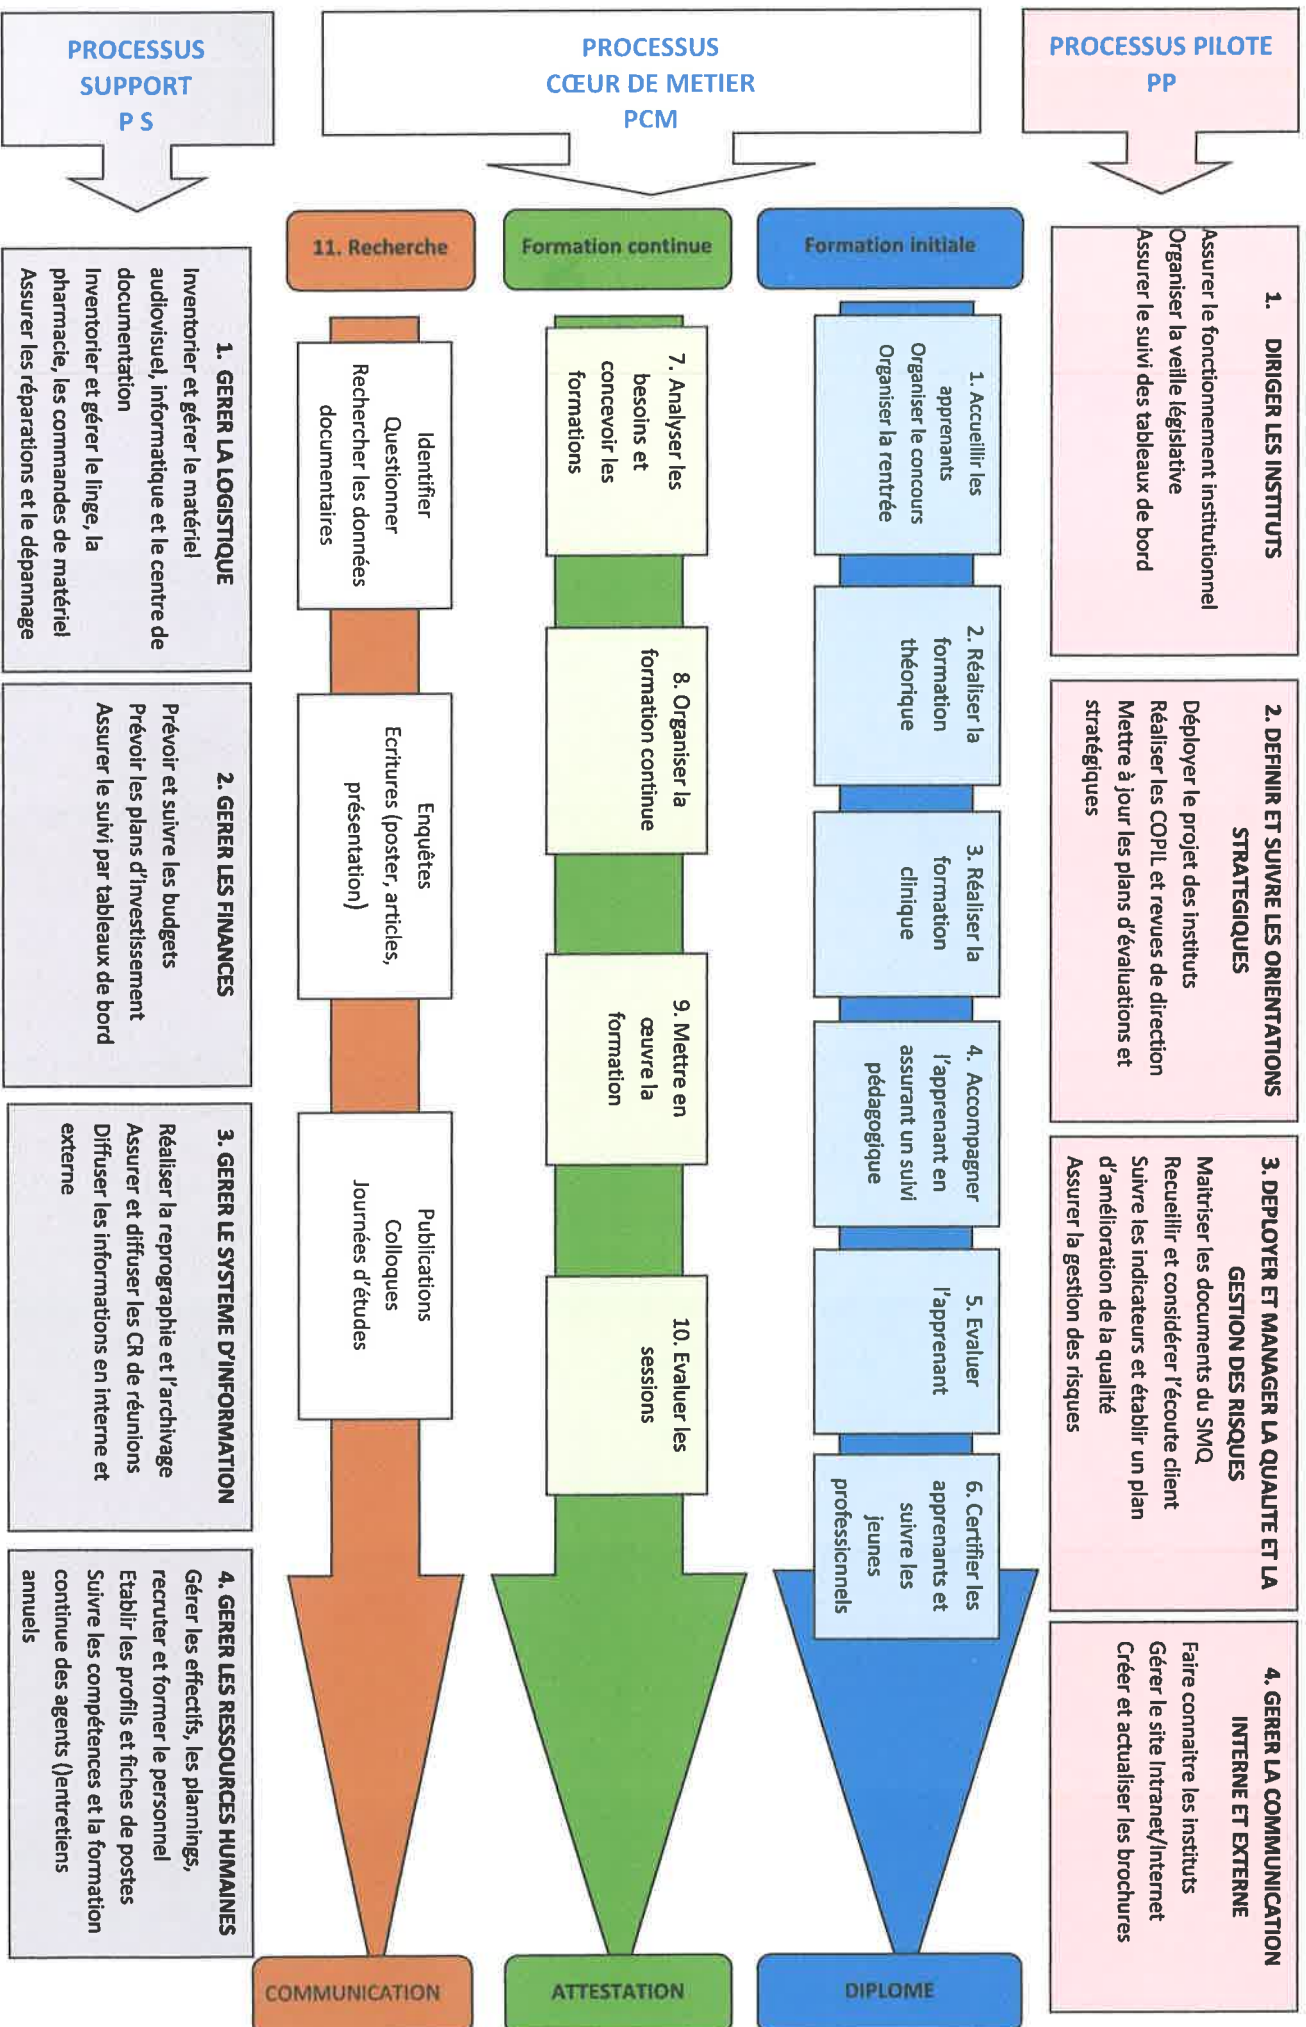 PROCESSUS PILOTE
PP
1. DIRIGER LES INSTITUTS
Assurer le fonctionnement institutionnel
Organiser la veille législative
Assurer le suivi des tableaux de bord
2. DEFINIR ET SUIVRE LES ORIENTATIONS
STRATEGIQUES
Déployer le projet des instituts
Réaliser les COPIL et revues de direction
Mettre à jour les plans d'évaluations et
stratégiques
3. DEPLOYER ET MANAGER LA QUALITE ET LA
GESTION DES RISQUES
Maitriser les documents du SMQ
Recueillir et considérer l'écoute client
Suivre les indicateurs et établir un plan
d'amélioration de la qualité
Assurer la gestion des risques
4. GERER LA COMMUNICATION
INTERNE ET EXTERNE
Faire connaitre les instituts
Gérer le site Intranet/Internet
Créer et actualiser les brochures
PROCESSUS
CŒUR DE METIER
PCM
Formation initiale
1. Accueillir les
apprenants
Organiser le concours
Organiser la rentrée
2. Réaliser la
formation
théorique
3. Réaliser la
formation
clinique
4. Accompagner
l'apprenant en
assurant un suivi
pédagogique
5. Evaluer
l'apprenant
6. Certifier les
apprenants et
suivre les
jeunes
professionnels
DIPLOME
Formation continue
7. Analyser les
besoins et
concevoir les
formations
8. Organiser la
formation continue
9. Mettre en
œuvre la
formation
10. Evaluer les
sessions
ATTESTATION
11. Recherche
Identifier
Questionner
Rechercher les données
documentaires
Enquêtes
Ecritures (poster, articles,
présentation)
Publications
Colloques
Journées d'études
COMMUNICATION
PROCESSUS
SUPPORT
P S
1. GERER LA LOGISTIQUE
Inventorier et gérer le matériel
audiovisuel, informatique et le centre de
documentation
Inventorier et gérer le linge, la
pharmacie, les commandes de matériel
Assurer les réparations et le dépannage
2. GERER LES FINANCES
Prévoir et suivre les budgets
Prévoir les plans d'investissement
Assurer le suivi par tableaux de bord
3. GERER LE SYSTEME D'INFORMATION
Réaliser la reprographie et l'archivage
Assurer et diffuser les CR de réunions
Diffuser les informations en interne et
externe
4. GERER LES RESSOURCES HUMAINES
Gérer les effectifs, les plannings,
recruter et former le personnel
Etablir les profils et fiches de postes
Suivre les compétences et la formation
continue des agents ()entretiens
annuels